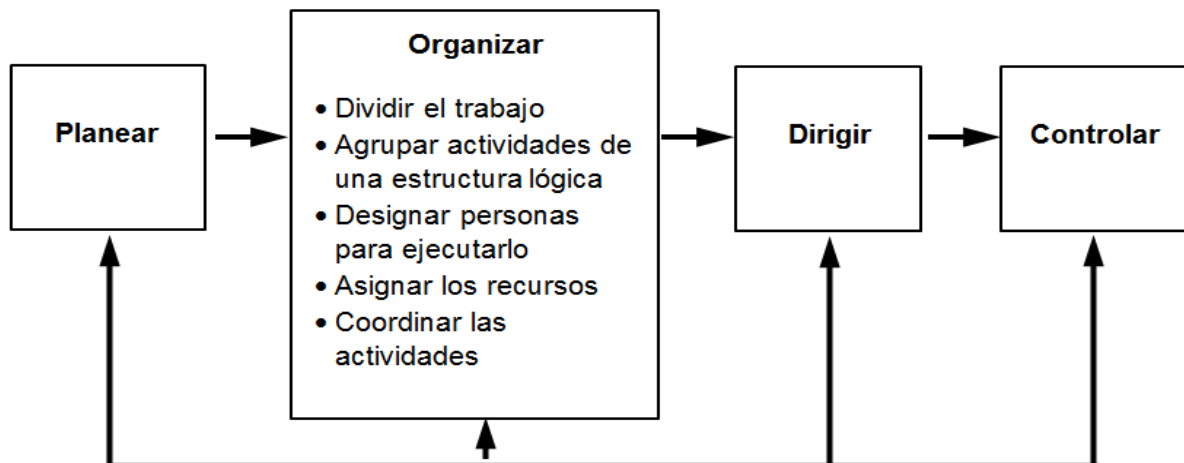 Planear
Organizar
• Dividir el trabajo
• Agrupar actividades de
una estructura lógica
• Designar personas
para ejecutarlo
• Asignar los recursos
• Coordinar las
actividades
Dirigir
Controlar